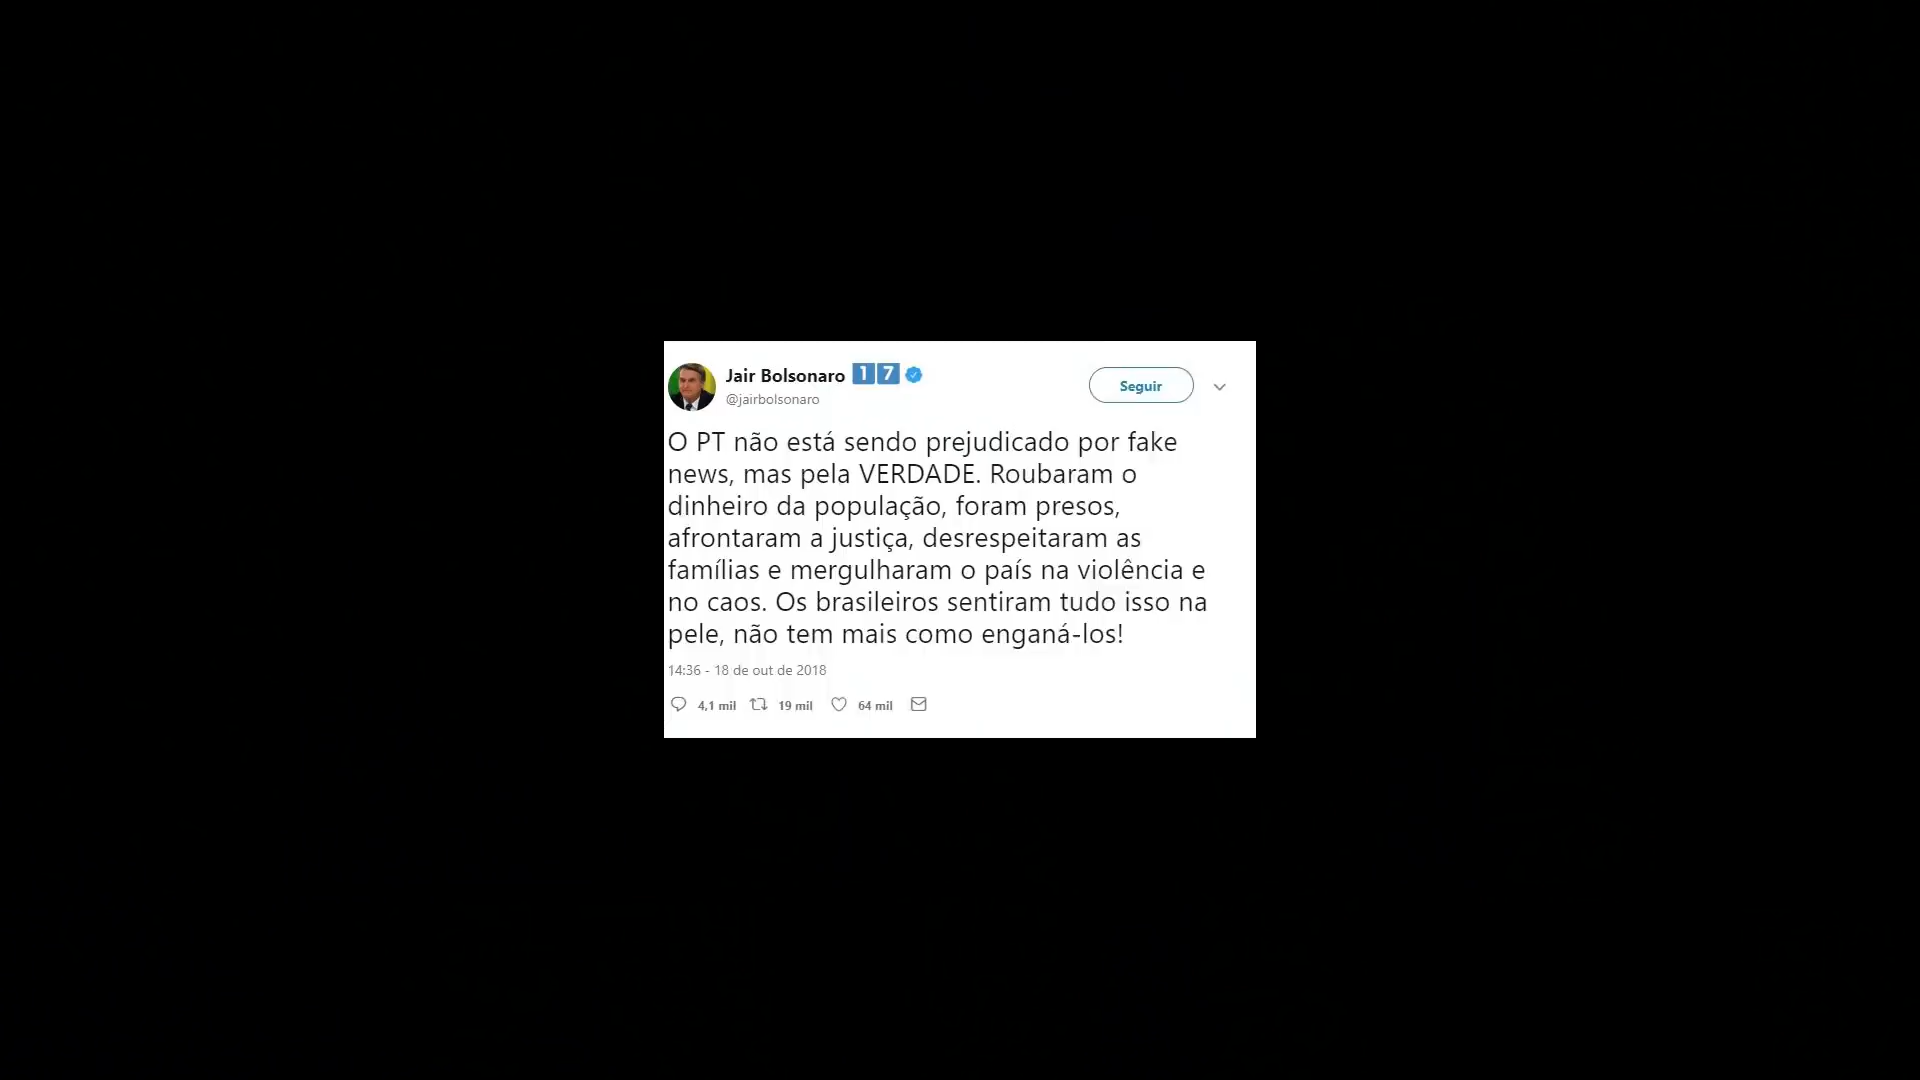 Jair Bolsonaro 1️⃣7️⃣
@jairbolsonaro
Seguir
O PT não está sendo prejudicado por fake
news, mas pela VERDADE. Roubaram o
dinheiro da população, foram presos,
afrontaram a justiça, desrespeitaram as
famílias e mergulharam o país na violência e
no caos. Os brasileiros sentiram tudo isso na
pele, não tem mais como enganá-los!
14:36 - 18 de out de 2018
4,1 mil 19 mil 64 mil